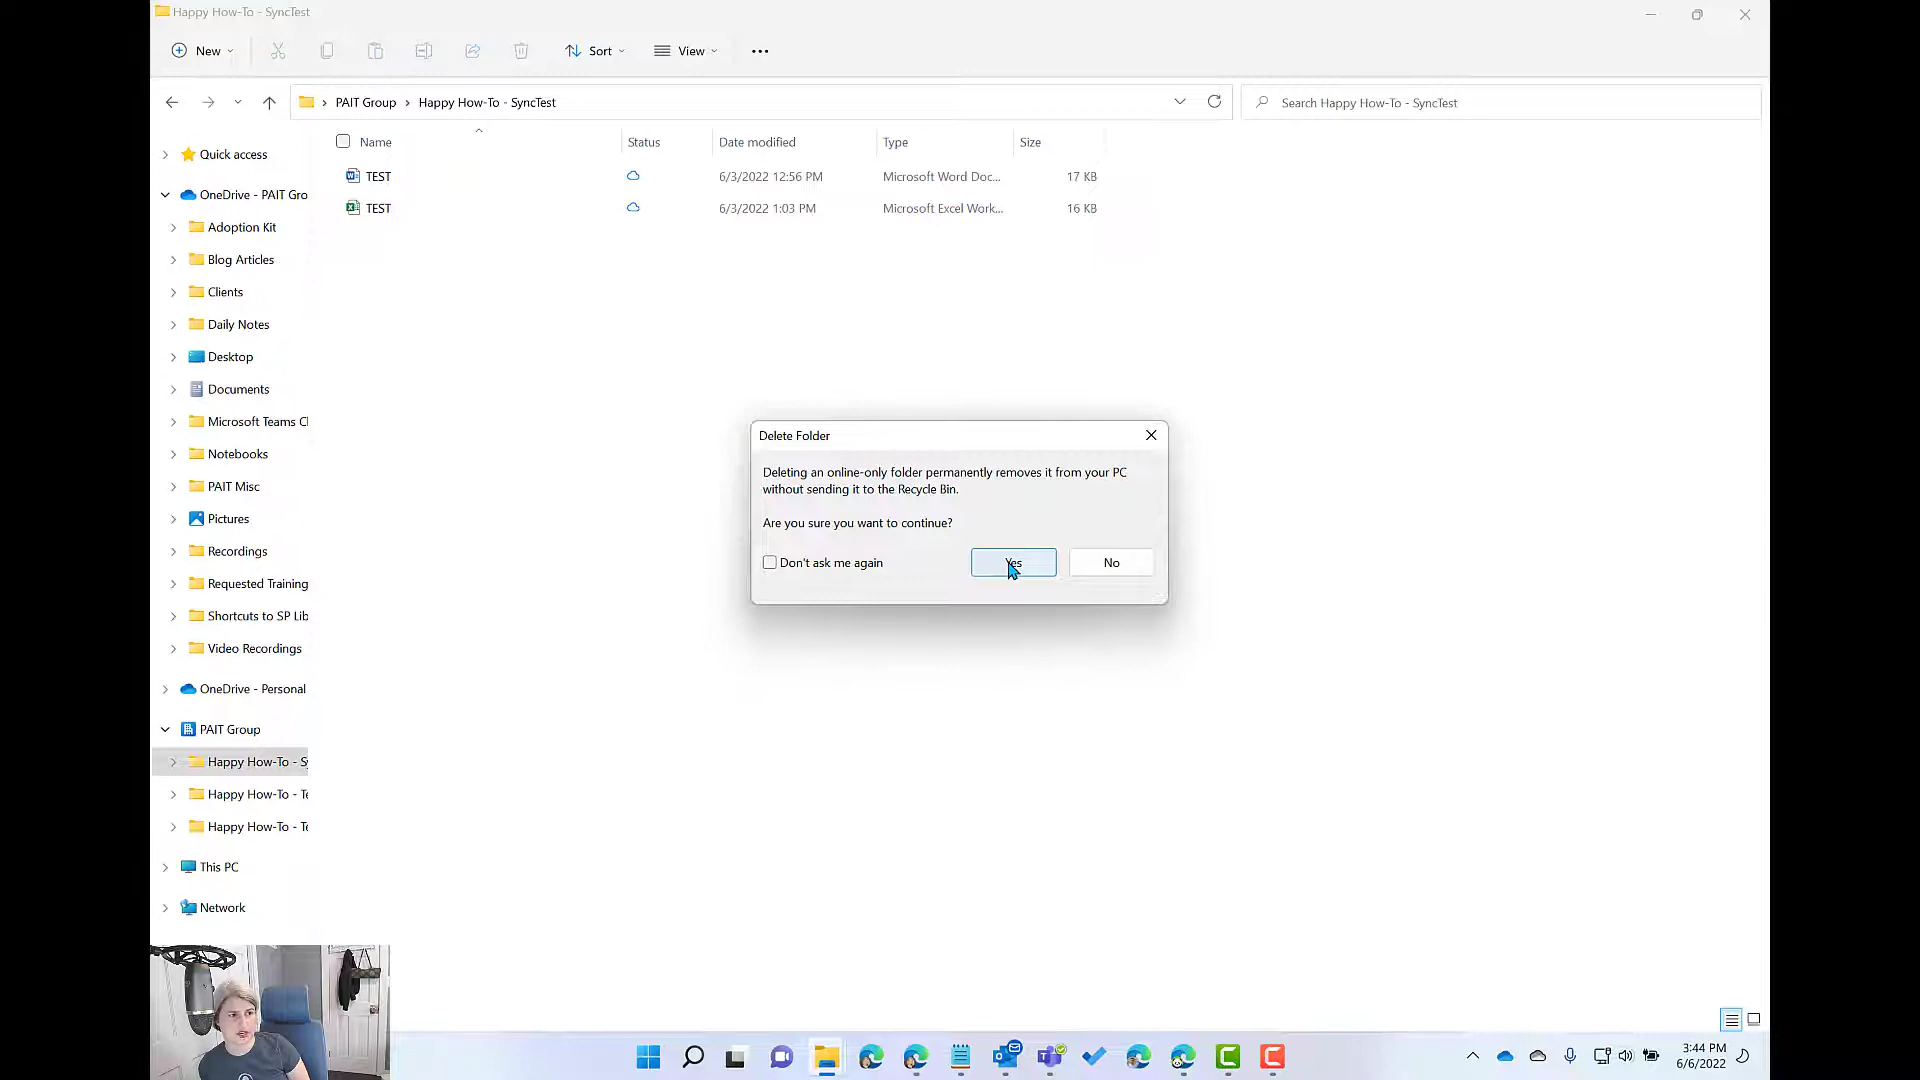 Happy How-To - SyncTest
New
Sort
View
PAIT Group
Happy How-To - SyncTest
Search Happy How-To - SyncTest
Name
Status
Date modified
Type
Size
TEST
6/3/2022 12:56 PM
Microsoft Word Doc...
17 KB
TEST
6/3/2022 1:03 PM
Microsoft Excel Work...
16 KB
Quick access
OneDrive - PAIT Gro
Adoption Kit
Blog Articles
Clients
Daily Notes
Desktop
Documents
Microsoft Teams Cl
Notebooks
PAIT Misc
Pictures
Recordings
Requested Training
Shortcuts to SP Lib
Video Recordings
OneDrive - Personal
PAIT Group
Happy How-To - Sy
Happy How-To - Te
Happy How-To - Te
This PC
Network
Delete Folder
Deleting an online-only folder permanently removes it from your PC
without sending it to the Recycle Bin.
Are you sure you want to continue?
Don't ask me again
Yes
No
3:44 PM
6/6/2022